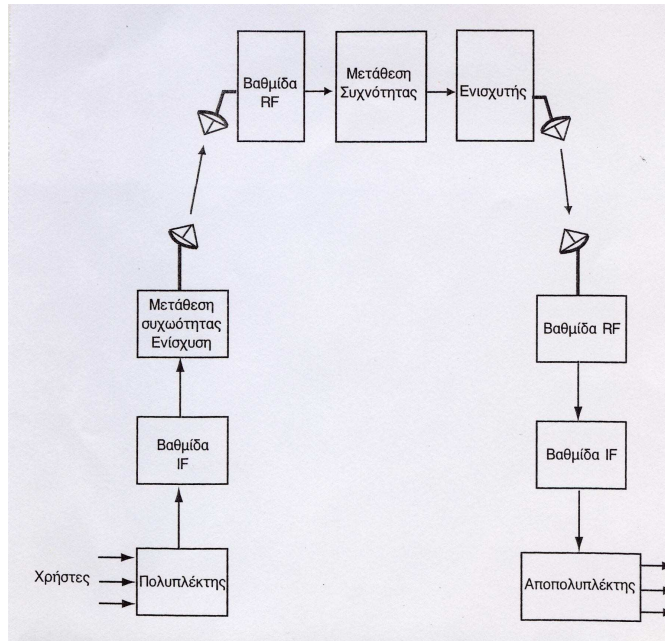 Βαθμίδα
RF
Μετάθεση
Συχνότητας
Ενισχυτής
Μετάθεση
συχωότητας
Ενίσχυση
Βαθμίδα RF
Βαθμίδα
IF
Βαθμίδα IF
Χρήστες
Πολυπλέκτης
Αποπολυπλέκτης